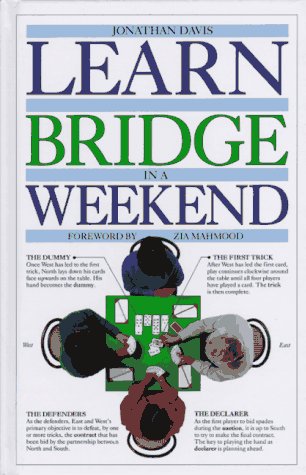 JONATHAN DAVIS
LEARN
BRIDGE
IN A
WEEKEND
FOREWORD BY ZIA MAHMOOD
THE DUMMY
Once West has led to the first
trick, North lays down his cards
face upwards on the table. His
hand becomes the dummy.
THE FIRST TRICK
After West has led the first card,
play continues clockwise around
the table until all four players
have played a card. The trick
is then complete.
West
East
THE DEFENDERS
As the defenders, East and West's
primary objective is to defeat, by one
or more tricks, the contract that has
been bid by the partnership between
North and South.
THE DECLARER
As the first player to bid spades
during the auction, it is up to South
to try to make the final contract.
The key to playing the hand as
declarer is planning ahead.